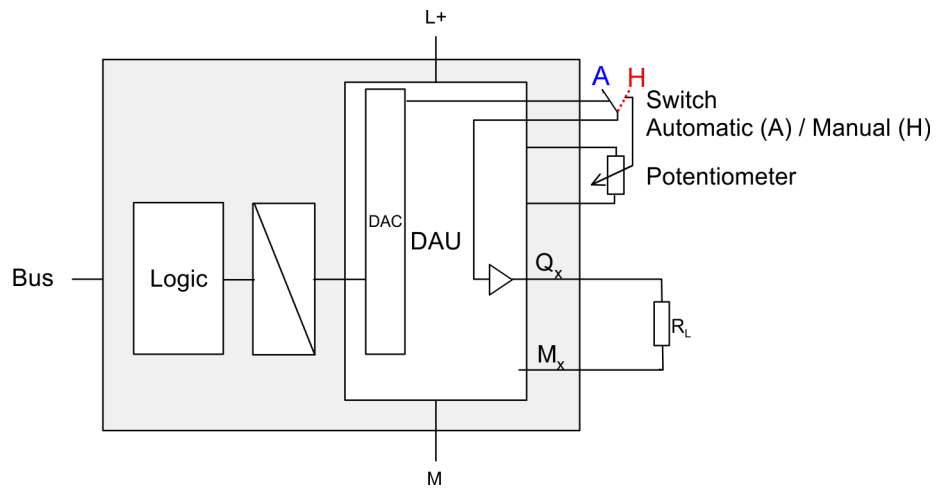 L+
A H
Switch
Automatic (A) / Manual (H)
Potentiometer
DAC
DAU
Bus
Logic
Qx
RL
Mx
M